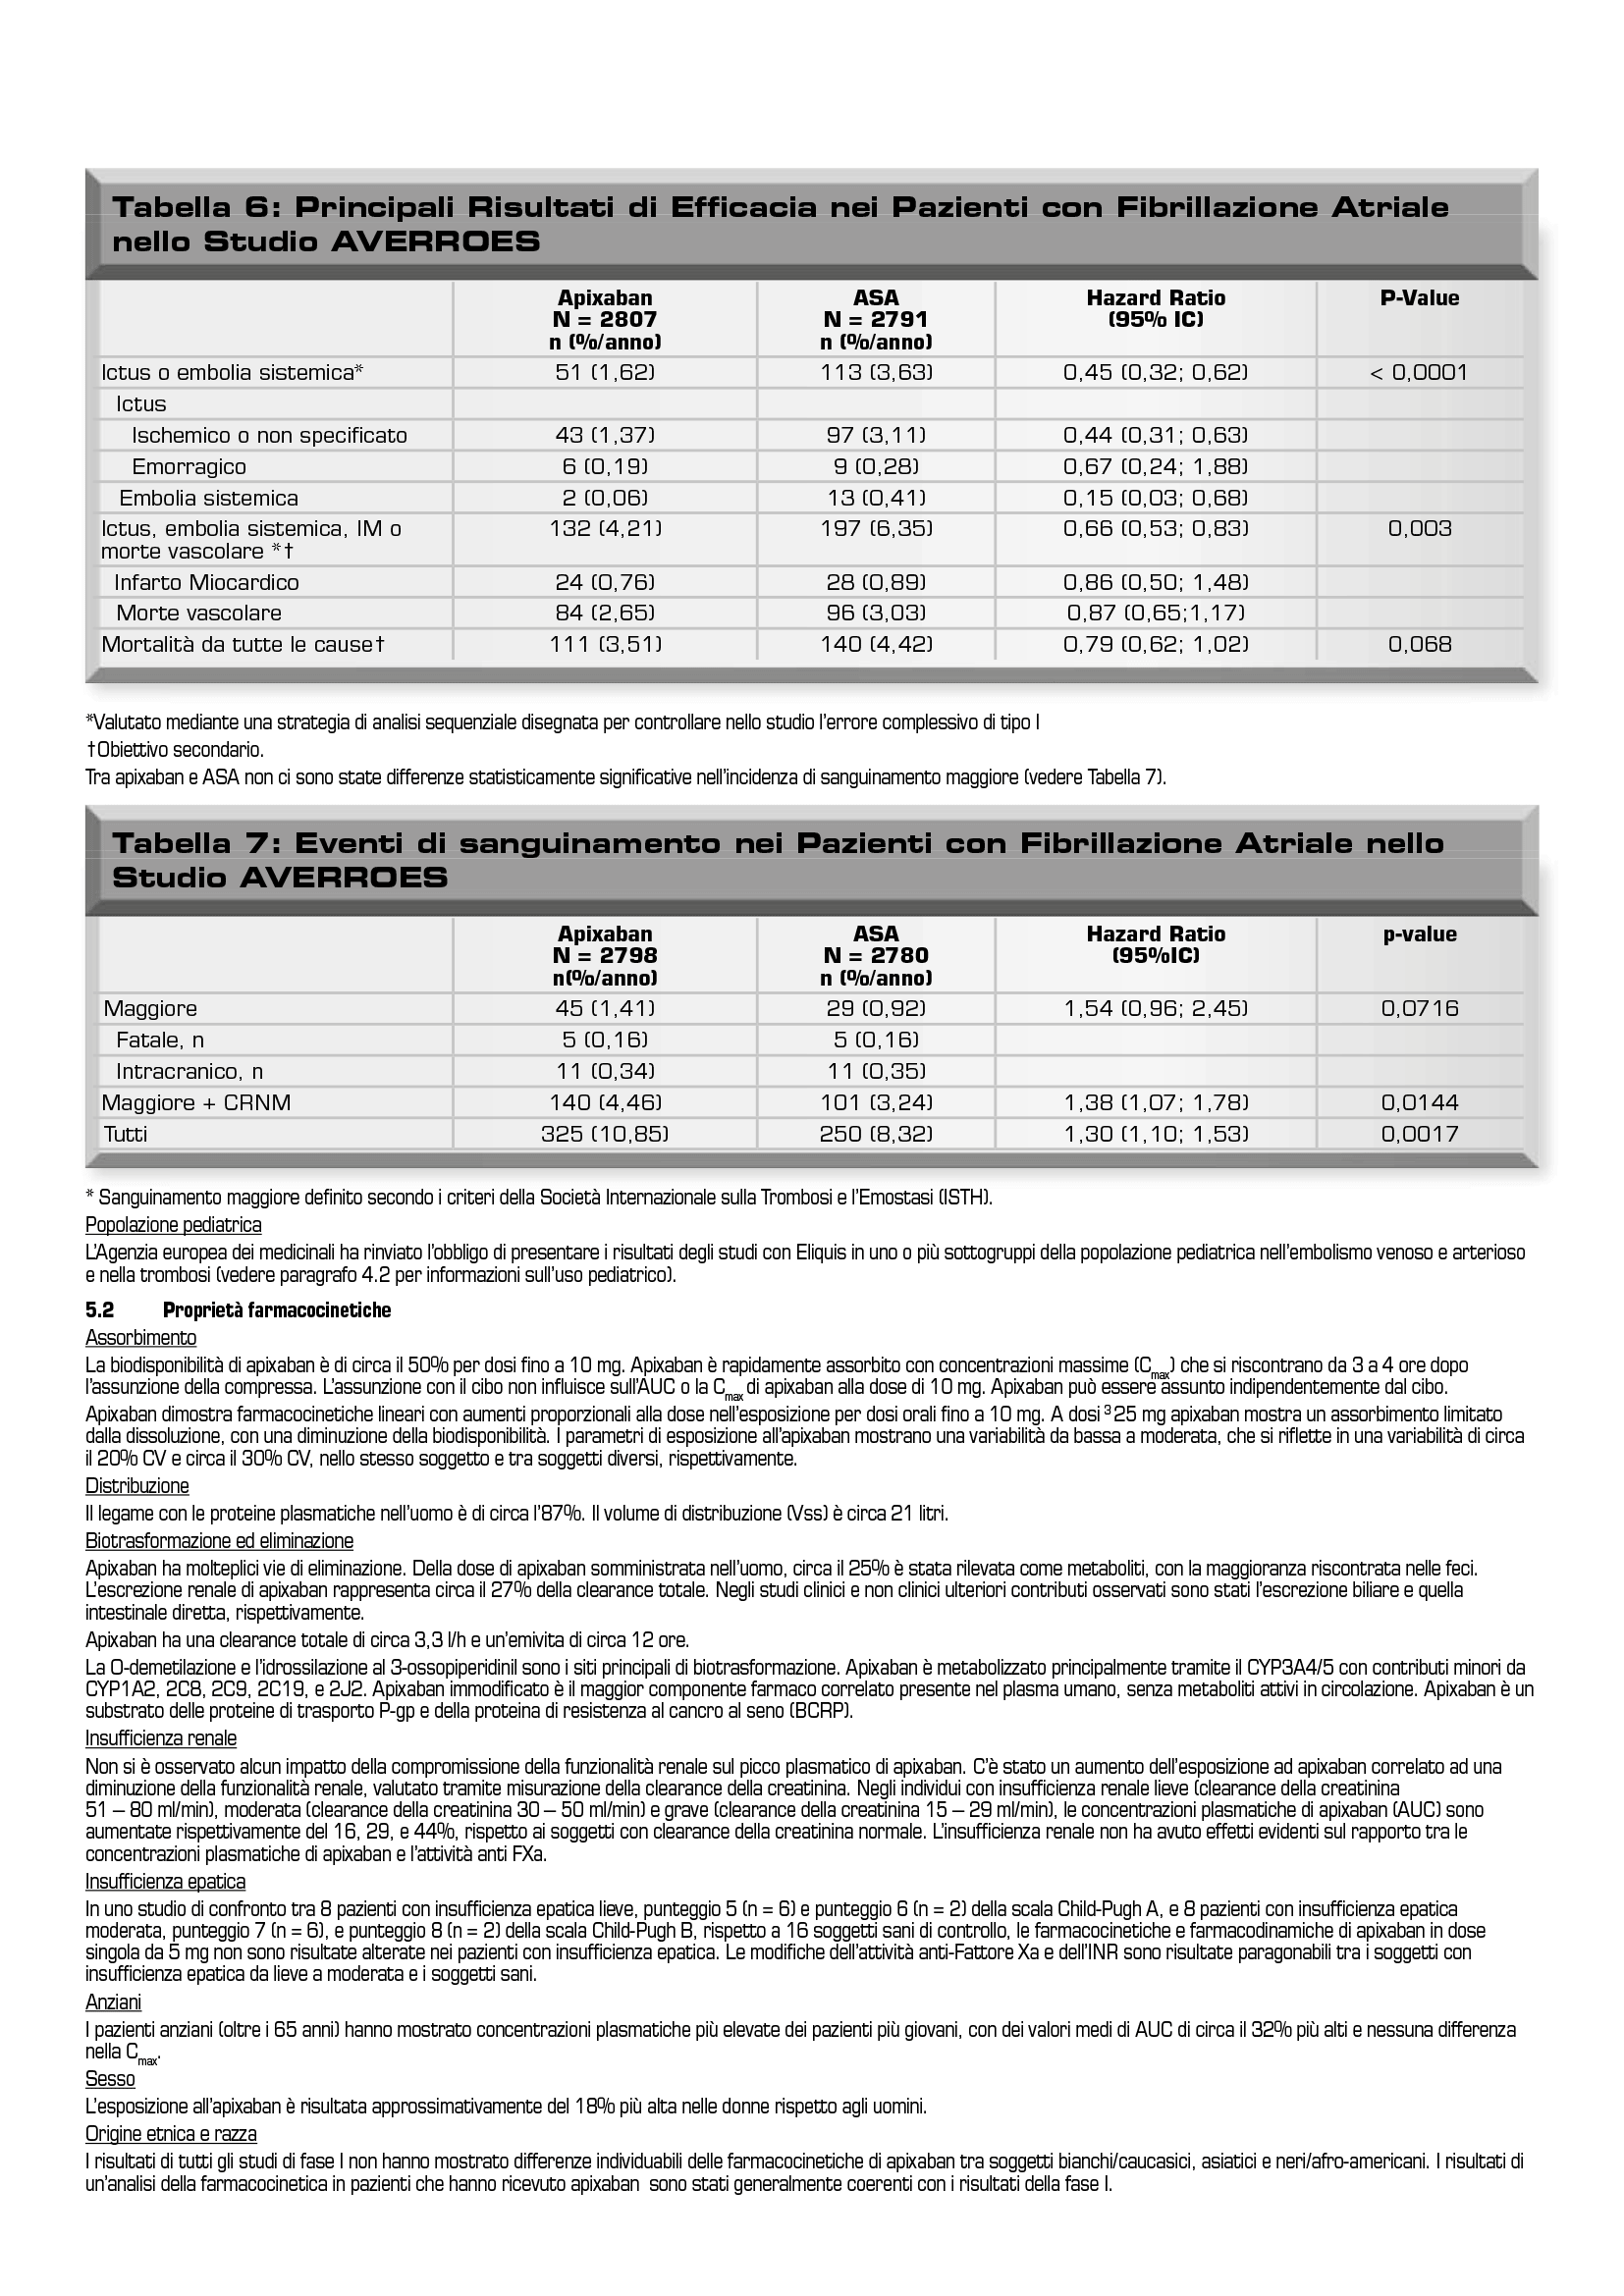 Tabella 6: Principali Risultati di Efficacia nei Pazienti con Fibrillazione Atriale
nello Studio AVERROES
Apixaban N = 2807 n (%/anno) ASA N = 2791 n (%/anno) Hazard Ratio (95% IC) P-Value
Ictus o embolia sistemica* 51 (1,62) 113 (3,63) 0,45 (0,32; 0,62) < 0,0001
Ictus
Ischemico o non specificato 43 (1,37) 97 (3,11) 0,44 (0,31; 0,63)
Emorragico 6 (0,19) 9 (0,28) 0,67 (0,24; 1,88)
Embolia sistemica 2 (0,06) 13 (0,41) 0,15 (0,03; 0,68)
Ictus, embolia sistemica, IM o
morte vascolare *† 132 (4,21) 197 (6,35) 0,66 (0,53; 0,83) 0,003
Infarto Miocardico 24 (0,76) 28 (0,89) 0,86 (0,50; 1,48)
Morte vascolare 84 (2,65) 96 (3,03) 0,87 (0,65;1,17)
Mortalità da tutte le cause† 111 (3,51) 140 (4,42) 0,79 (0,62; 1,02) 0,068
*Valutato mediante una strategia di analisi sequenziale disegnata per controllare nello studio l'errore complessivo di tipo I
†Obiettivo secondario.
Tra apixaban e ASA non ci sono state differenze statisticamente significative nell'incidenza di sanguinamento maggiore (vedere Tabella 7).
Tabella 7: Eventi di sanguinamento nei Pazienti con Fibrillazione Atriale nello
Studio AVERROES
Apixaban N = 2798 n(%/anno) ASA N = 2780 n (%/anno) Hazard Ratio (95%IC) p-value
Maggiore 45 (1,41) 29 (0,92) 1,54 (0,96; 2,45) 0,0716
Fatale, n 5 (0,16) 5 (0,16)
Intracranico, n 11 (0,34) 11 (0,35)
Maggiore + CRNM 140 (4,46) 101 (3,24) 1,38 (1,07; 1,78) 0,0144
Tutti 325 (10,85) 250 (8,32) 1,30 (1,10; 1,53) 0,0017
* Sanguinamento maggiore definito secondo i criteri della Società Internazionale sulla Trombosi e l'Emostasi (ISTH).
Popolazione pediatrica
L'Agenzia europea dei medicinali ha rinviato l'obbligo di presentare i risultati degli studi con Eliquis in uno o più sottogruppi della popolazione pediatrica nell'embolismo venoso e arterioso
e nella trombosi (vedere paragrafo 4.2 per informazioni sull'uso pediatrico).
5.2 Proprietà farmacocinetiche
Assorbimento
La biodisponibilità di apixaban è di circa il 50% per dosi fino a 10 mg. Apixaban è rapidamente assorbito con concentrazioni massime (Cmax) che si riscontrano da 3 a 4 ore dopo
l'assunzione della compressa. L'assunzione con il cibo non influisce sull'AUC o la Cmax di apixaban alla dose di 10 mg. Apixaban può essere assunto indipendentemente dal cibo.
Apixaban dimostra farmacocinetiche lineari con aumenti proporzionali alla dose nell'esposizione per dosi orali fino a 10 mg. A dosi ³ 25 mg apixaban mostra un assorbimento limitato
dalla dissoluzione, con una diminuzione della biodisponibilità. I parametri di esposizione all'apixaban mostrano una variabilità da bassa a moderata, che si riflette in una variabilità di circa
il 20% CV e circa il 30% CV, nello stesso soggetto e tra soggetti diversi, rispettivamente.
Distribuzione
Il legame con le proteine plasmatiche nell'uomo è di circa l'87%. Il volume di distribuzione (Vss) è circa 21 litri.
Biotrasformazione ed eliminazione
Apixaban ha molteplici vie di eliminazione. Della dose di apixaban somministrata nell'uomo, circa il 25% è stata rilevata come metaboliti, con la maggioranza riscontrata nelle feci.
L'escrezione renale di apixaban rappresenta circa il 27% della clearance totale. Negli studi clinici e non clinici ulteriori contributi osservati sono stati l'escrezione biliare e quella
intestinale diretta, rispettivamente.
Apixaban ha una clearance totale di circa 3,3 l/h e un'emivita di circa 12 ore.
La O-demetilazione e l'idrossilazione al 3-ossopiperidinil sono i siti principali di biotrasformazione. Apixaban è metabolizzato principalmente tramite il CYP3A4/5 con contributi minori da
CYP1A2, 2C8, 2C9, 2C19, e 2J2. Apixaban immodificato è il maggior componente farmaco correlato presente nel plasma umano, senza metaboliti attivi in circolazione. Apixaban è un
substrato delle proteine di trasporto P-gp e della proteina di resistenza al cancro al seno (BCRP).
Insufficienza renale
Non si è osservato alcun impatto della compromissione della funzionalità renale sul picco plasmatico di apixaban. C'è stato un aumento dell'esposizione ad apixaban correlato ad una
diminuzione della funzionalità renale, valutato tramite misurazione della clearance della creatinina. Negli individui con insufficienza renale lieve (clearance della creatinina
51 – 80 ml/min), moderata (clearance della creatinina 30 – 50 ml/min) e grave (clearance della creatinina 15 – 29 ml/min), le concentrazioni plasmatiche di apixaban (AUC) sono
aumentate rispettivamente del 16, 29, e 44%, rispetto ai soggetti con clearance della creatinina normale. L'insufficienza renale non ha avuto effetti evidenti sul rapporto tra le
concentrazioni plasmatiche di apixaban e l'attività anti FXa.
Insufficienza epatica
In uno studio di confronto tra 8 pazienti con insufficienza epatica lieve, punteggio 5 (n = 6) e punteggio 6 (n = 2) della scala Child-Pugh A, e 8 pazienti con insufficienza epatica
moderata, punteggio 7 (n = 6), e punteggio 8 (n = 2) della scala Child-Pugh B, rispetto a 16 soggetti sani di controllo, le farmacocinetiche e farmacodinamiche di apixaban in dose
singola da 5 mg non sono risultate alterate nei pazienti con insufficienza epatica. Le modifiche dell'attività anti-Fattore Xa e dell'INR sono risultate paragonabili tra i soggetti con
insufficienza epatica da lieve a moderata e i soggetti sani.
Anziani
I pazienti anziani (oltre i 65 anni) hanno mostrato concentrazioni plasmatiche più elevate dei pazienti più giovani, con dei valori medi di AUC di circa il 32% più alti e nessuna differenza
nella Cmax.
Sesso
L'esposizione all'apixaban è risultata approssimativamente del 18% più alta nelle donne rispetto agli uomini.
Origine etnica e razza
I risultati di tutti gli studi di fase I non hanno mostrato differenze individuabili delle farmacocinetiche di apixaban tra soggetti bianchi/caucasici, asiatici e neri/afro-americani. I risultati di
un'analisi della farmacocinetica in pazienti che hanno ricevuto apixaban sono stati generalmente coerenti con i risultati della fase I.